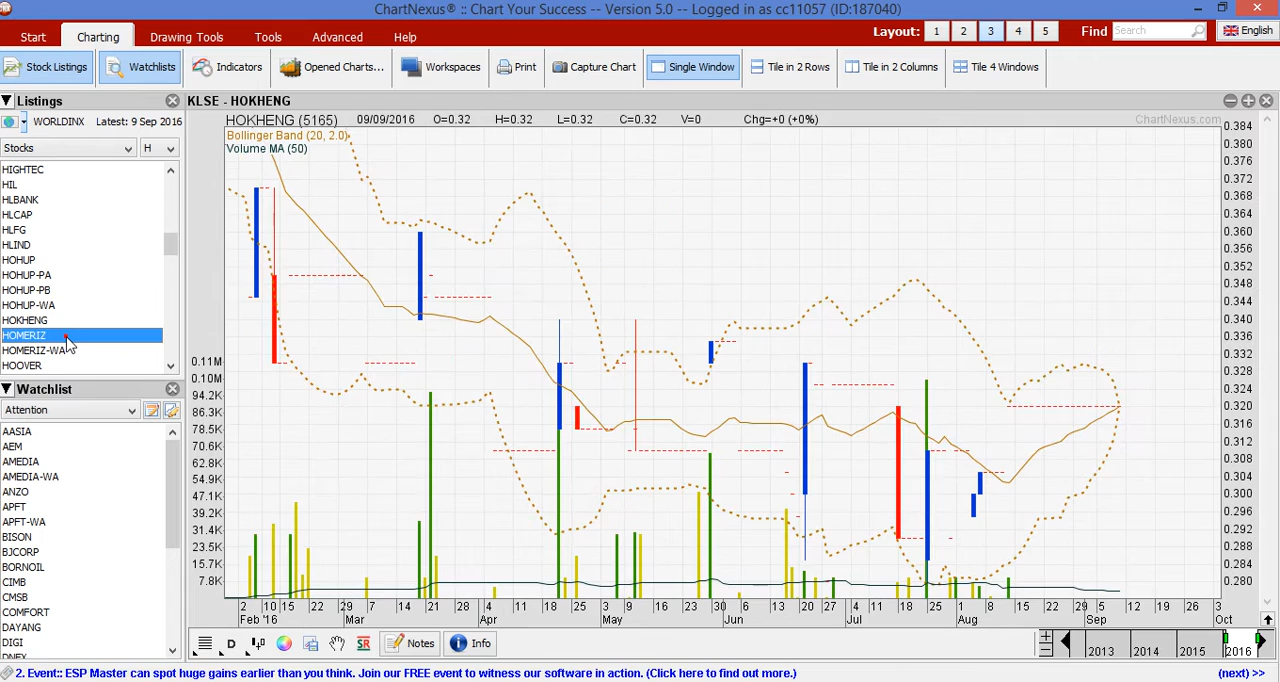 ChartNexus® :: Chart Your Success -- Version 5.0 -- Logged in as cc11057 (ID:187040)
Start Charting Drawing Tools Tools Advanced Help Layout: 1 2 3 4 5 Find Search English
Stock Listings Watchlists Indicators Opened Charts... Workspaces Print Capture Chart Single Window Tile in 2 Rows Tile in 2 Columns Tile 4 Windows
Listings
WORLDINX Latest: 9 Sep 2016
Stocks H
HIGHTEC
HIL
HLBANK
HLCAP
HLFG
HLIND
HOHUP
HOHUP-PA
HOHUP-PB
HOHUP-WA
HOKHENG
HOMERIZ
HOMERIZ-WA
HOOVER
Watchlist
Attention
AASIA
AEM
AMEDIA
AMEDIA-WA
ANZO
APFT
APFT-WA
BISON
BJCORP
BORNOIL
CIMB
CMSB
COMFORT
DAYANG
DIGI
KLSE - HOKHENG
HOKHENG (5165) 09/09/2016 O=0.32 H=0.32 L=0.32 C=0.32 V=0 Chg=+0 (+0%) ChartNexus.com
Bollinger Band (20, 2.0)
Volume MA (50)
0.384
0.380
0.376
0.372
0.368
0.364
0.360
0.356
0.352
0.348
0.344
0.340
0.336
0.332
0.328
0.324
0.320
0.316
0.312
0.308
0.304
0.300
0.296
0.292
0.288
0.284
0.280
0.11M
0.10M
94.2K
86.3K
78.5K
70.6K
62.8K
54.9K
47.1K
39.2K
31.4K
23.5K
15.7K
7.8K
2 10 15 22 29 7 14 21 28 4 11 18 25 3 9 16 23 30 6 13 20 27 4 11 18 25 1 8 15 22 29 5 12 19 26 3
Feb '16 Mar Apr May Jun Jul Aug Sep Oct
D SR Notes Info 2013 2014 2015 2016
2. Event:: ESP Master can spot huge gains earlier than you think. Join our FREE event to witness our software in action. (Click here to find out more.) (next) >>